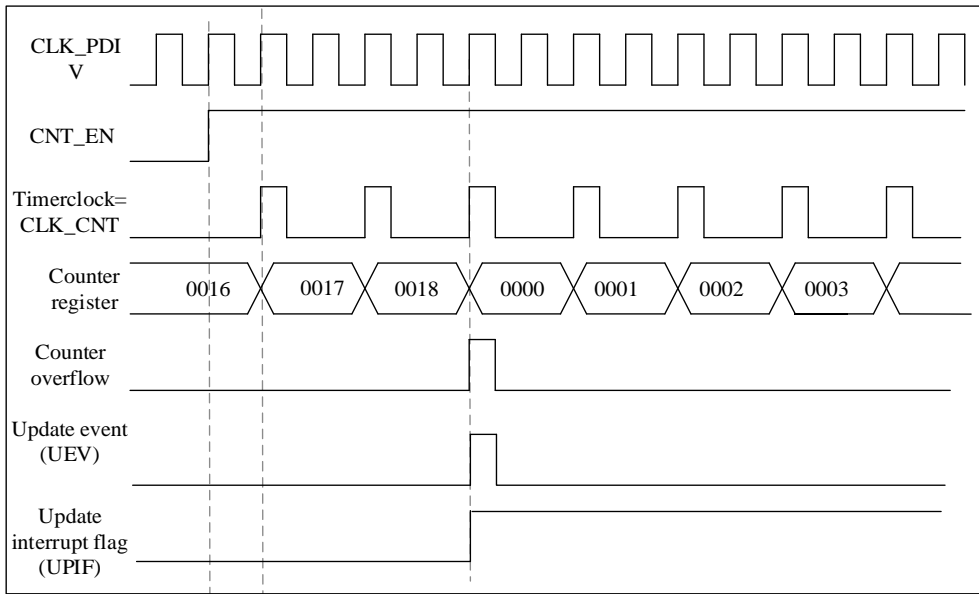 CLK_PDI
V
CNT_EN
Timerclock=
CLK_CNT
Counter
register
0016
0017
0018
0000
0001
0002
0003
Counter
overflow
Update event
(UEV)
Update
interrupt flag
(UPIF)